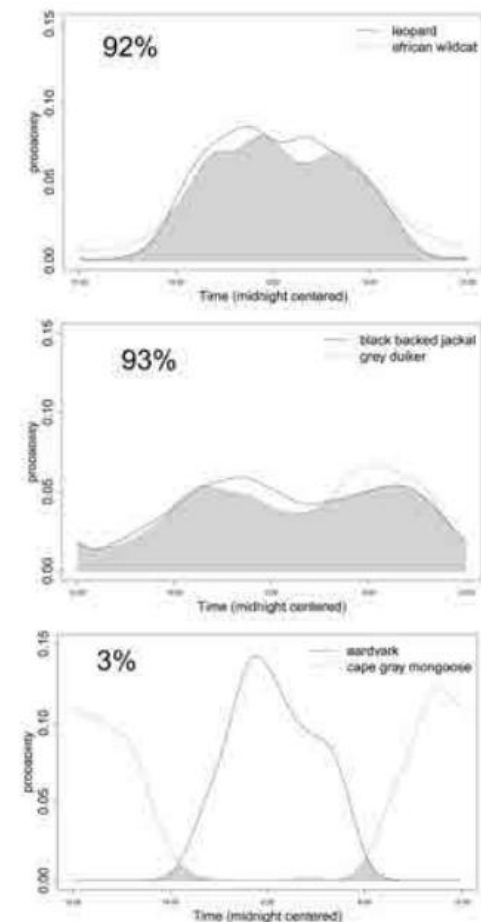 92%
leopard
african wildcat
0.15
0.10
0.05
0.00
probability
Time (midnight centered)
93%
black backed jackal
grey duiker
0.15
0.10
0.05
0.00
probability
Time (midnight centered)
3%
aardvark
cape gray mongoose
0.15
0.10
0.05
0.00
probability
Time (midnight centered)